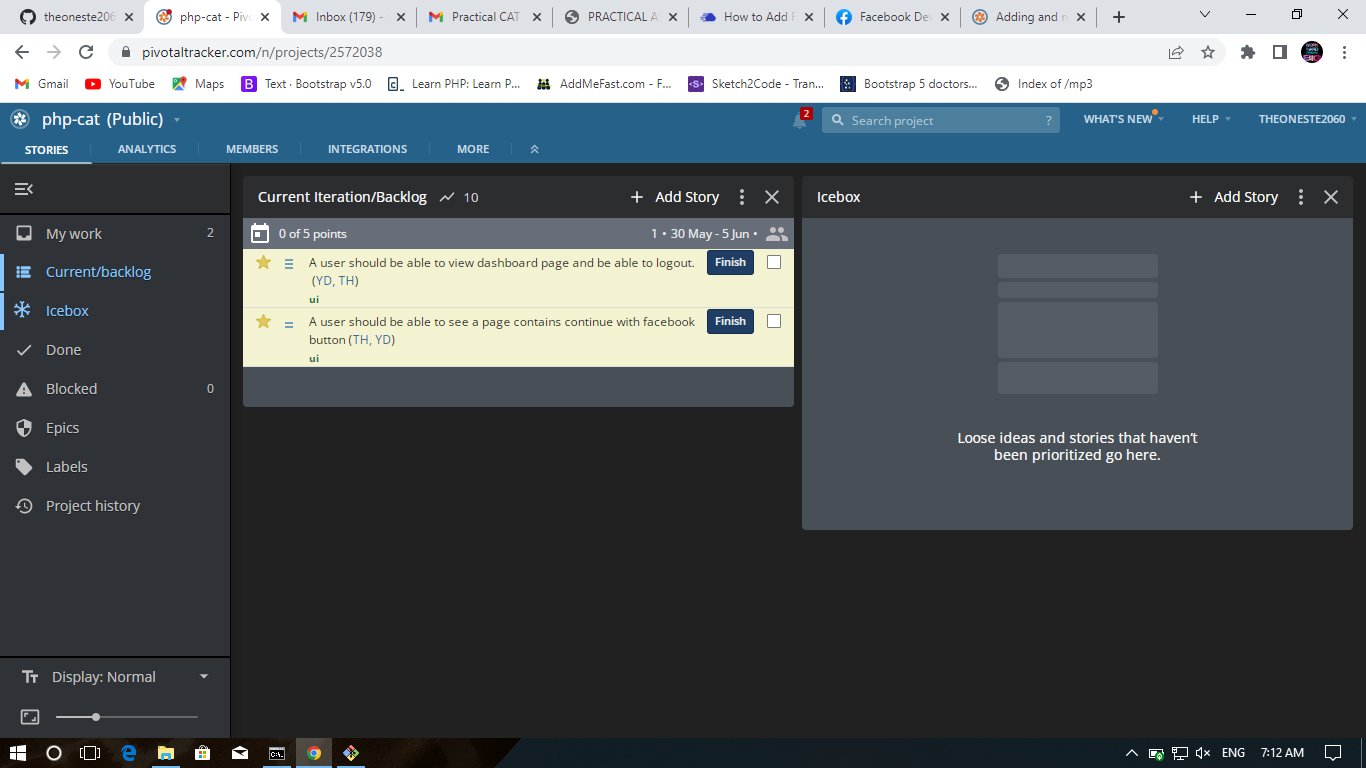 theoneste206
php-cat - Pivo
Inbox (179) -
Practical CAT
PRACTICAL A
How to Add F
Facebook De
Adding and
pivotaltracker.com/n/projects/2572038
Gmail
YouTube
Maps
Text · Bootstrap v5.0
Learn PHP: Learn P...
AddMeFast.com - F...
Sketch2Code - Tran...
Bootstrap 5 doctors...
Index of /mp3
php-cat (Public)
2
Search project
?
WHAT'S NEW
HELP
THEONESTE2060
STORIES
ANALYTICS
MEMBERS
INTEGRATIONS
MORE
My work 2
Current/backlog
Icebox
Done
Blocked 0
Epics
Labels
Project history
Display: Normal
Current Iteration/Backlog 10
+ Add Story
0 of 5 points
1 • 30 May - 5 Jun •
A user should be able to view dashboard page and be able to logout.
(YD, TH)
ui
Finish
A user should be able to see a page contains continue with facebook
button (TH, YD)
ui
Finish
Icebox
+ Add Story
Loose ideas and stories that haven't
been prioritized go here.
ENG
7:12 AM